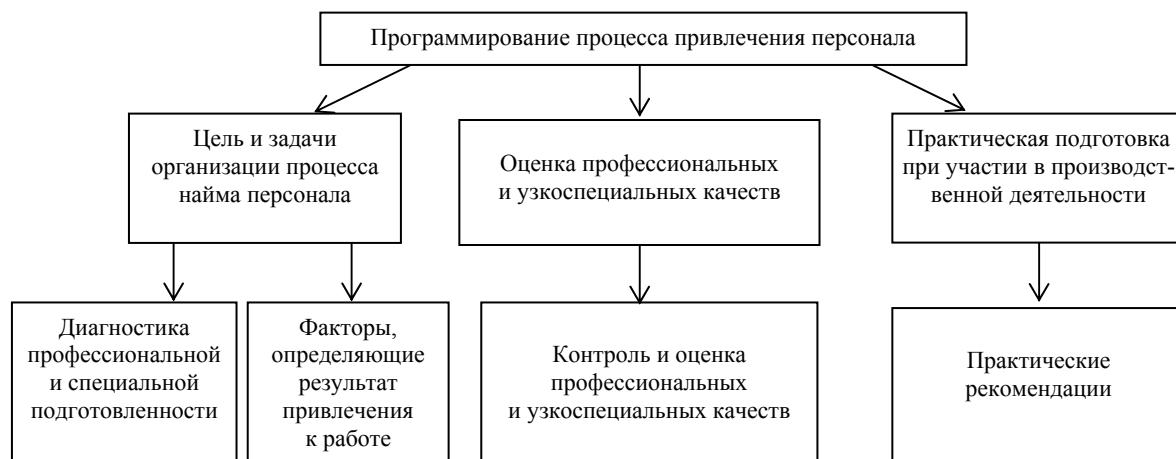 Программирование процесса привлечения персонала
Цель и задачи
организации процесса
найма персонала
Оценка профессиональных
и узкоспециальных качеств
Практическая подготовка
при участии в производст-
венной деятельности
Диагностика
профессиональной
и специальной
подготовленности
Факторы,
определяющие
результат
привлечения
к работе
Контроль и оценка
профессиональных
и узкоспециальных качеств
Практические
рекомендации